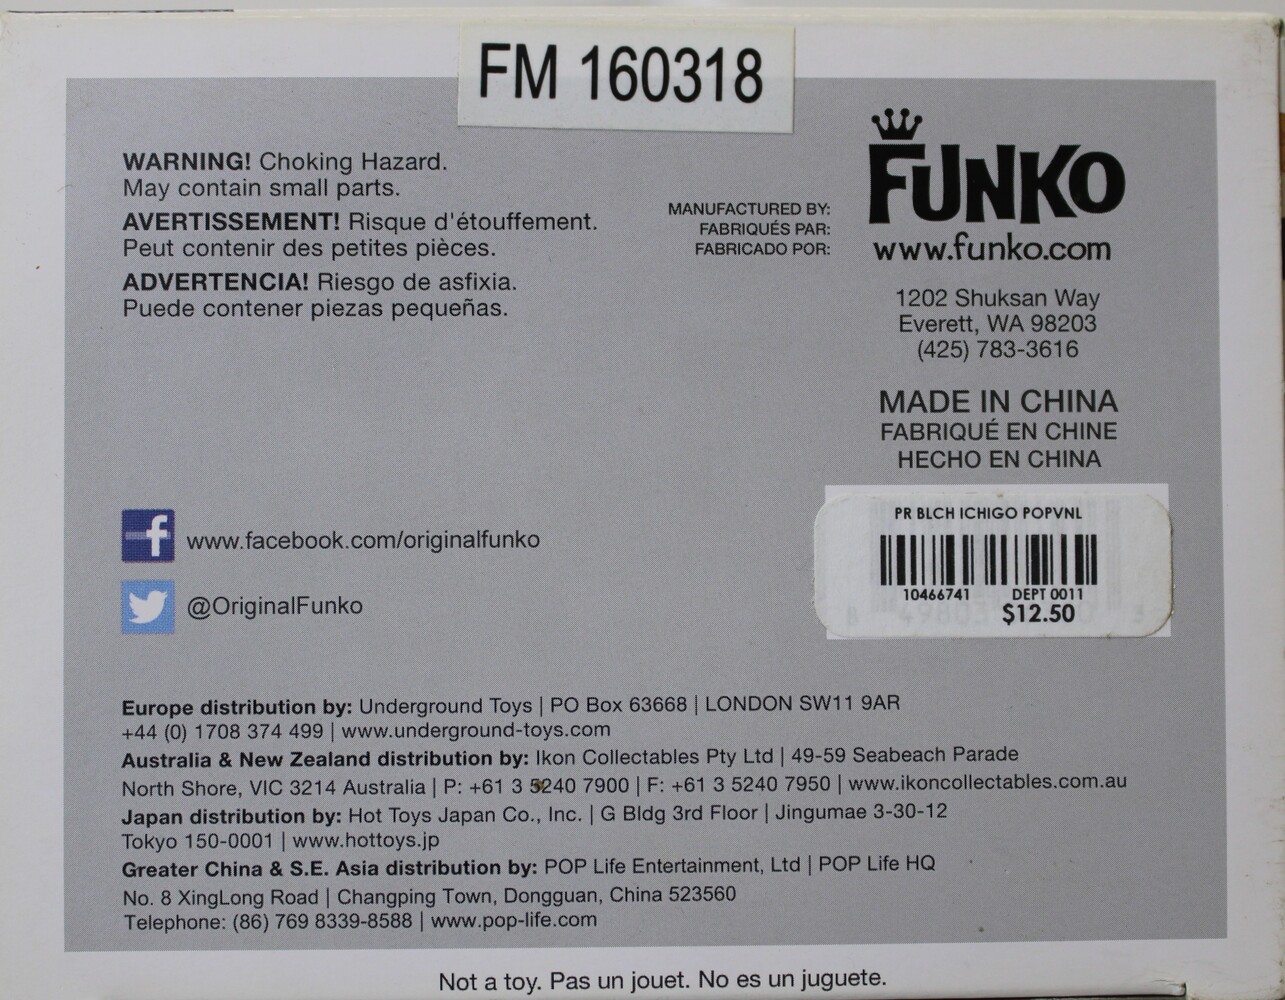 FM 160318
WARNING! Choking Hazard.
May contain small parts.
AVERTISSEMENT! Risque d'étouffement.
Peut contenir des petites pièces.
ADVERTENCIA! Riesgo de asfixia.
Puede contener piezas pequeñas.
MANUFACTURED BY:
FABRIQUÉS PAR:
FABRICADO POR:
FUNKO
www.funko.com
1202 Shuksan Way
Everett, WA 98203
(425) 783-3616
MADE IN CHINA
FABRIQUÉ EN CHINE
HECHO EN CHINA
PR BLCH ICHIGO POPVNL
10466741 DEPT 0011
$12.50
www.facebook.com/originalfunko
@OriginalFunko
Europe distribution by: Underground Toys | PO Box 63668 | LONDON SW11 9AR
+44 (0) 1708 374 499 | www.underground-toys.com
Australia & New Zealand distribution by: Ikon Collectables Pty Ltd | 49-59 Seabeach Parade
North Shore, VIC 3214 Australia | P: +61 3 5240 7900 | F: +61 3 5240 7950 | www.ikoncollectables.com.au
Japan distribution by: Hot Toys Japan Co., Inc. | G Bldg 3rd Floor | Jingumae 3-30-12
Tokyo 150-0001 | www.hottoys.jp
Greater China & S.E. Asia distribution by: POP Life Entertainment, Ltd | POP Life HQ
No. 8 XingLong Road | Changping Town, Dongguan, China 523560
Telephone: (86) 769 8339-8588 | www.pop-life.com
Not a toy. Pas un jouet. No es un juguete.